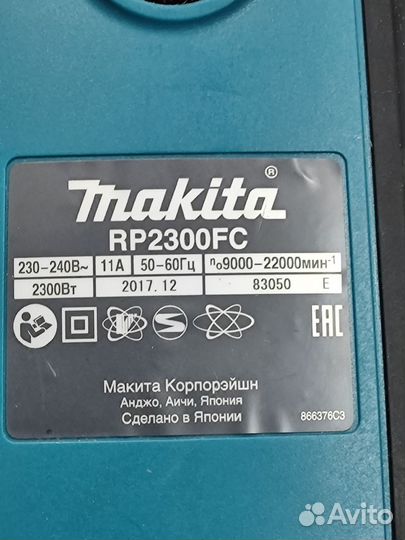 makita®
RP2300FC
230-240В~ 11А 50-60Гц n₀9000-22000мин⁻¹
2300Вт 2017.12 83050 E
EAC
Макита Корпорэйшн
Анджо, Аичи, Япония
Сделано в Японии
866376C3
Avito